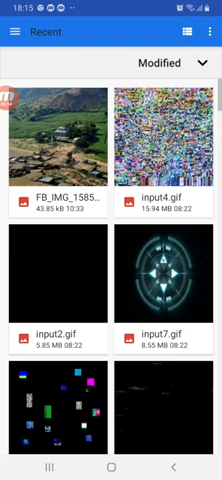 18:15
Recent
Modified
FB_IMG_1585...
43.85 kB 10:33
input4.gif
15.94 MB 08:22
input2.gif
5.85 MB 08:22
input7.gif
8.55 MB 08:22